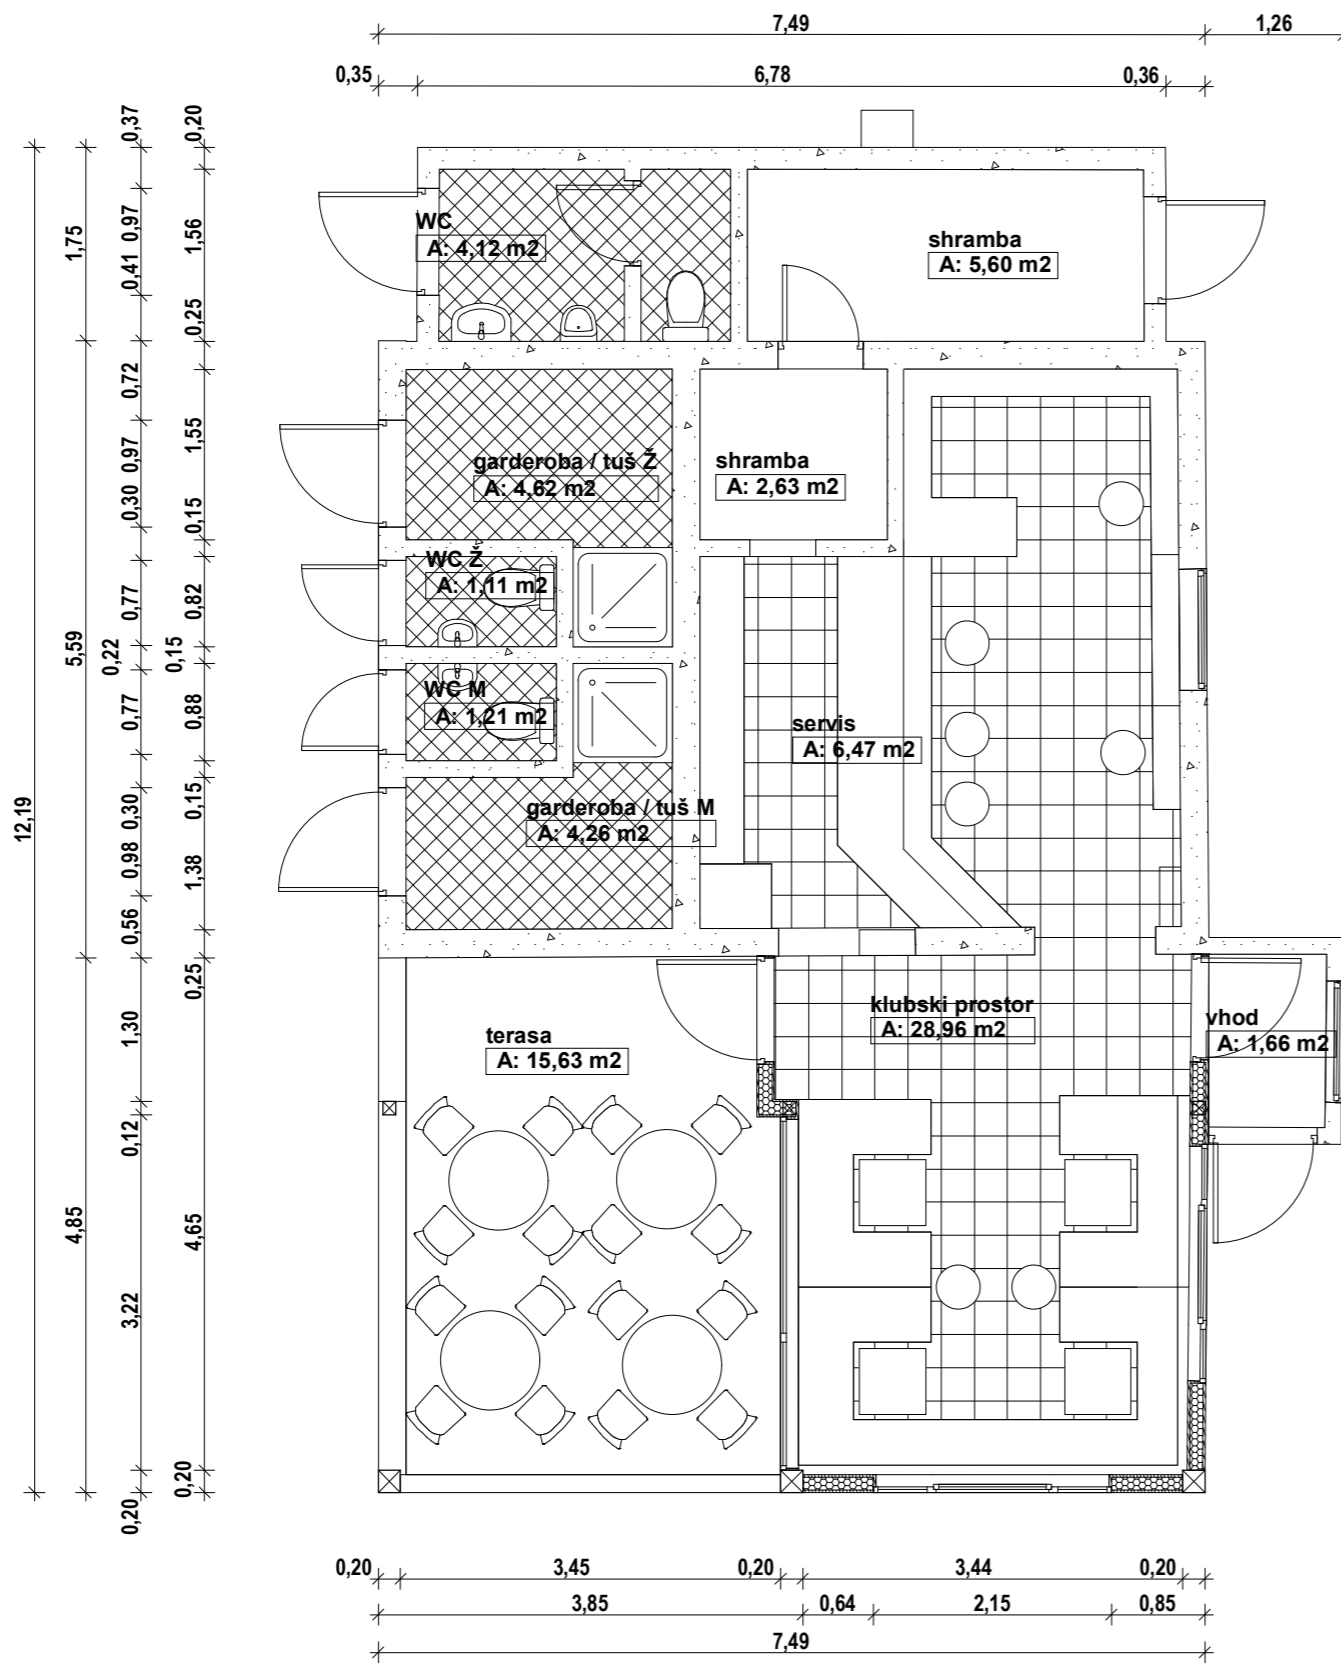 7,49
1,26
0,35
6,78
0,36
0,37
0,20
WC
A: 4,12 m2
shramba
A: 5,60 m2
0,97
1,56
1,75
0,41
0,25
0,72
garderoba / tuš Ž
A: 4,62 m2
shramba
A: 2,63 m2
1,55
0,97
0,30
0,15
WC Ž
A: 1,11 m2
0,77
0,82
5,59
0,22
0,15
WC M
A: 1,21 m2
0,77
0,88
servis
A: 6,47 m2
12,19
0,30
0,15
garderoba / tuš M
A: 4,26 m2
0,98
1,38
0,56
0,25
klubski prostor
A: 28,96 m2
vhod
A: 1,66 m2
1,30
terasa
A: 15,63 m2
0,12
4,85
4,65
3,22
0,20
0,20
0,20
3,45
0,20
3,44
0,20
3,85
0,64
2,15
0,85
7,49